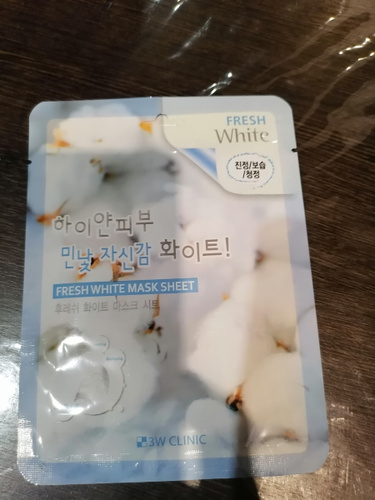 FRESH
White
진정/보습
/청정
하이얀피부
민낯 자신감 화이트!
FRESH WHITE MASK SHEET
후레쉬 화이트 마스크 시트
3W CLINIC